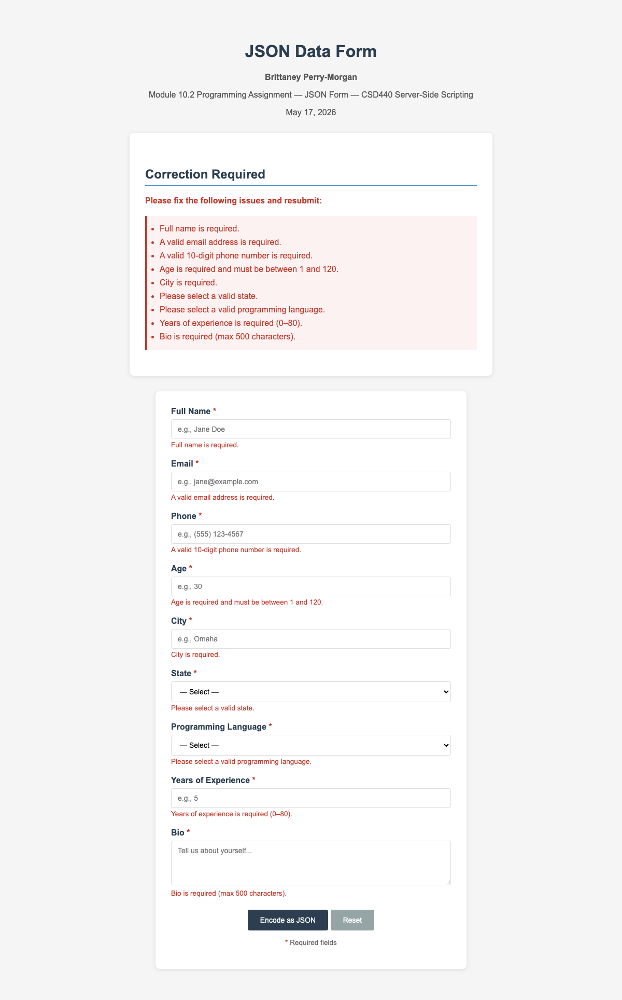 JSON Data Form
Brittaney Perry-Morgan
Module 10.2 Programming Assignment — JSON Form — CSD440 Server-Side Scripting
May 17, 2026
Correction Required
Please fix the following issues and resubmit:
• Full name is required.
• A valid email address is required.
• A valid 10-digit phone number is required.
• Age is required and must be between 1 and 120.
• City is required.
• Please select a valid state.
• Please select a valid programming language.
• Years of experience is required (0–80).
• Bio is required (max 500 characters).
Full Name *
e.g., Jane Doe
Full name is required.
Email *
e.g., jane@example.com
A valid email address is required.
Phone *
e.g., (555) 123-4567
A valid 10-digit phone number is required.
Age *
e.g., 30
Age is required and must be between 1 and 120.
City *
e.g., Omaha
City is required.
State *
— Select —
Please select a valid state.
Programming Language *
— Select —
Please select a valid programming language.
Years of Experience *
e.g., 5
Years of experience is required (0–80).
Bio *
Tell us about yourself...
Bio is required (max 500 characters).
Encode as JSON Reset
* Required fields